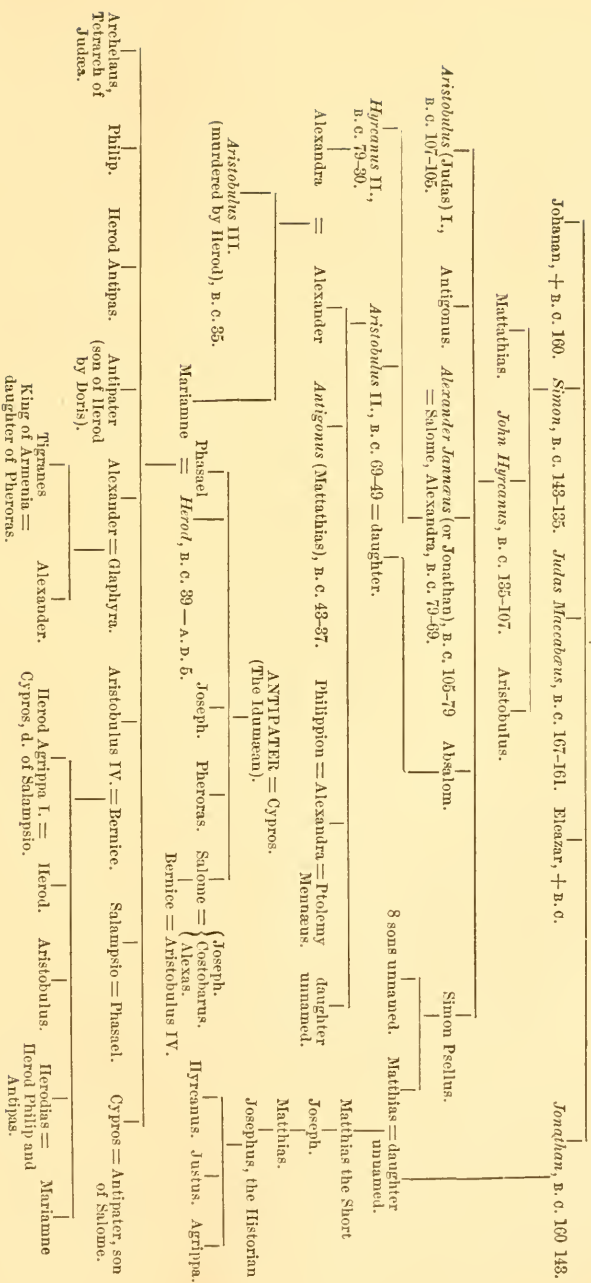 Johanan, + B. C. 160. Simon, B. C. 143–135. Judas Maccabæus, B. C. 167–161. Eleazar, + B. C. Jonathan, B. C. 160 143.
Mattathias. John Hyrcanus, B. C. 135–107. Aristobulus.
Aristobulus (Judas) I., B. C. 107–105.
Antigonus.
Alexander Jannæus (or Jonathan), B. C. 105–79
= Salome, Alexandra, B. C. 79–69.
Absalom.
Simon Psellus.
8 sons unnamed. Matthias = daughter
unnamed.
Hyrcanus II.,
B. C. 79–30.
Aristobulus II., B. C. 69–49 = daughter.
Matthias the Short
Alexandra = Alexander
Antigonus (Mattathias), B. C. 43–37.
Philippion = Alexandra = Ptolemy
Mennæus.
daughter
unnamed.
Joseph.
Matthias.
ANTIPATER = Cypros.
(The Idumæan).
Josephus, the Historian
Aristobulus III.
(murdered by Herod), B. C. 35.
Mariamne = Herod, B. C. 39 — A. D. 5.
Phasael
Joseph. Pheroras. Salome = { Joseph.
Costobarus.
Alexas.
Bernice = Aristobulus IV.
Hyrcanus. Justus. Agrippa.
Archelaus,
Tetrarch of
Judæa.
Philip. Herod Antipas.
Antipater
(son of Herod
by Doris).
Alexander = Glaphyra. Aristobulus IV. = Bernice. Salampsio = Phasael. Cypros = Antipater, son
of Salome.
Tigranes
King of Armenia =
daughter of Pheroras.
Alexander.
Herod Agrippa I. =
Cypros, d. of Salampsio.
Herod. Aristobulus.
Herodias =
Herod Philip and
Antipas.
Mariamne